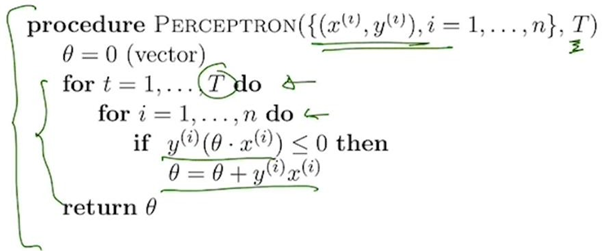 procedure PERCEPTRON({(x⁽ⁱ⁾, y⁽ⁱ⁾), i = 1, . . . , n}, T)
θ = 0 (vector)
for t = 1, . . . , T do
for i = 1, . . . , n do
if y⁽ⁱ⁾(θ · x⁽ⁱ⁾) ≤ 0 then
θ = θ + y⁽ⁱ⁾x⁽ⁱ⁾
return θ